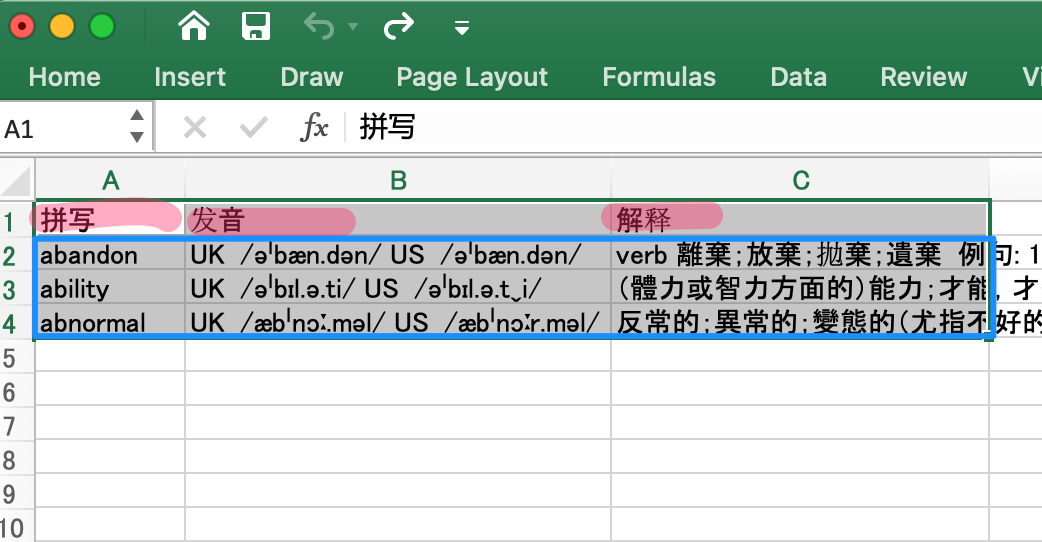 Home Insert Draw Page Layout Formulas Data Review Vi
A1 fx 拼写
A B C
1 拼写 发音 解释
2 abandon UK /əˈbæn.dən/ US /əˈbæn.dən/ verb 離棄;放棄;拋棄;遺棄 例句: 1
3 ability UK /əˈbɪl.ə.ti/ US /əˈbɪl.ə.t̬i/ (體力或智力方面的)能力;才能, 才
4 abnormal UK /æbˈnɔː.məl/ US /æbˈnɔːr.məl/ 反常的;異常的;變態的(尤指不好的
5
6
7
8
9
10